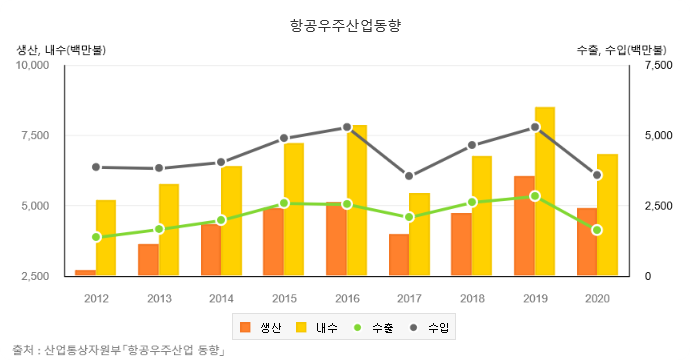 항공우주산업동향
생산, 내수(백만불) 수출, 수입(백만불)
10,000 7,500
7,500 5,000
5,000 2,500
2,500 0
2012 2013 2014 2015 2016 2017 2018 2019 2020
생산 내수 수출 수입
출처 : 산업통상자원부「항공우주산업 동향」